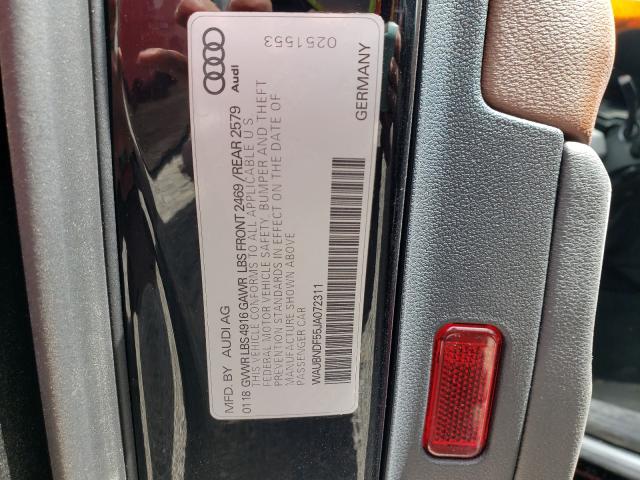 MFD. BY AUDI AG
Audi
0251553
01 18 GVWR LBS 4916 GAWR LBS FRONT 2469 /REAR 2579
THIS VEHICLE CONFORMS TO ALL APPLICABLE U.S.
FEDERAL MOTOR VEHICLE SAFETY, BUMPER AND THEFT
PREVENTION STANDARDS IN EFFECT ON THE DATE OF
MANUFACTURE SHOWN ABOVE
PASSENGER CAR
WAUBNDF55JA072311
GERMANY